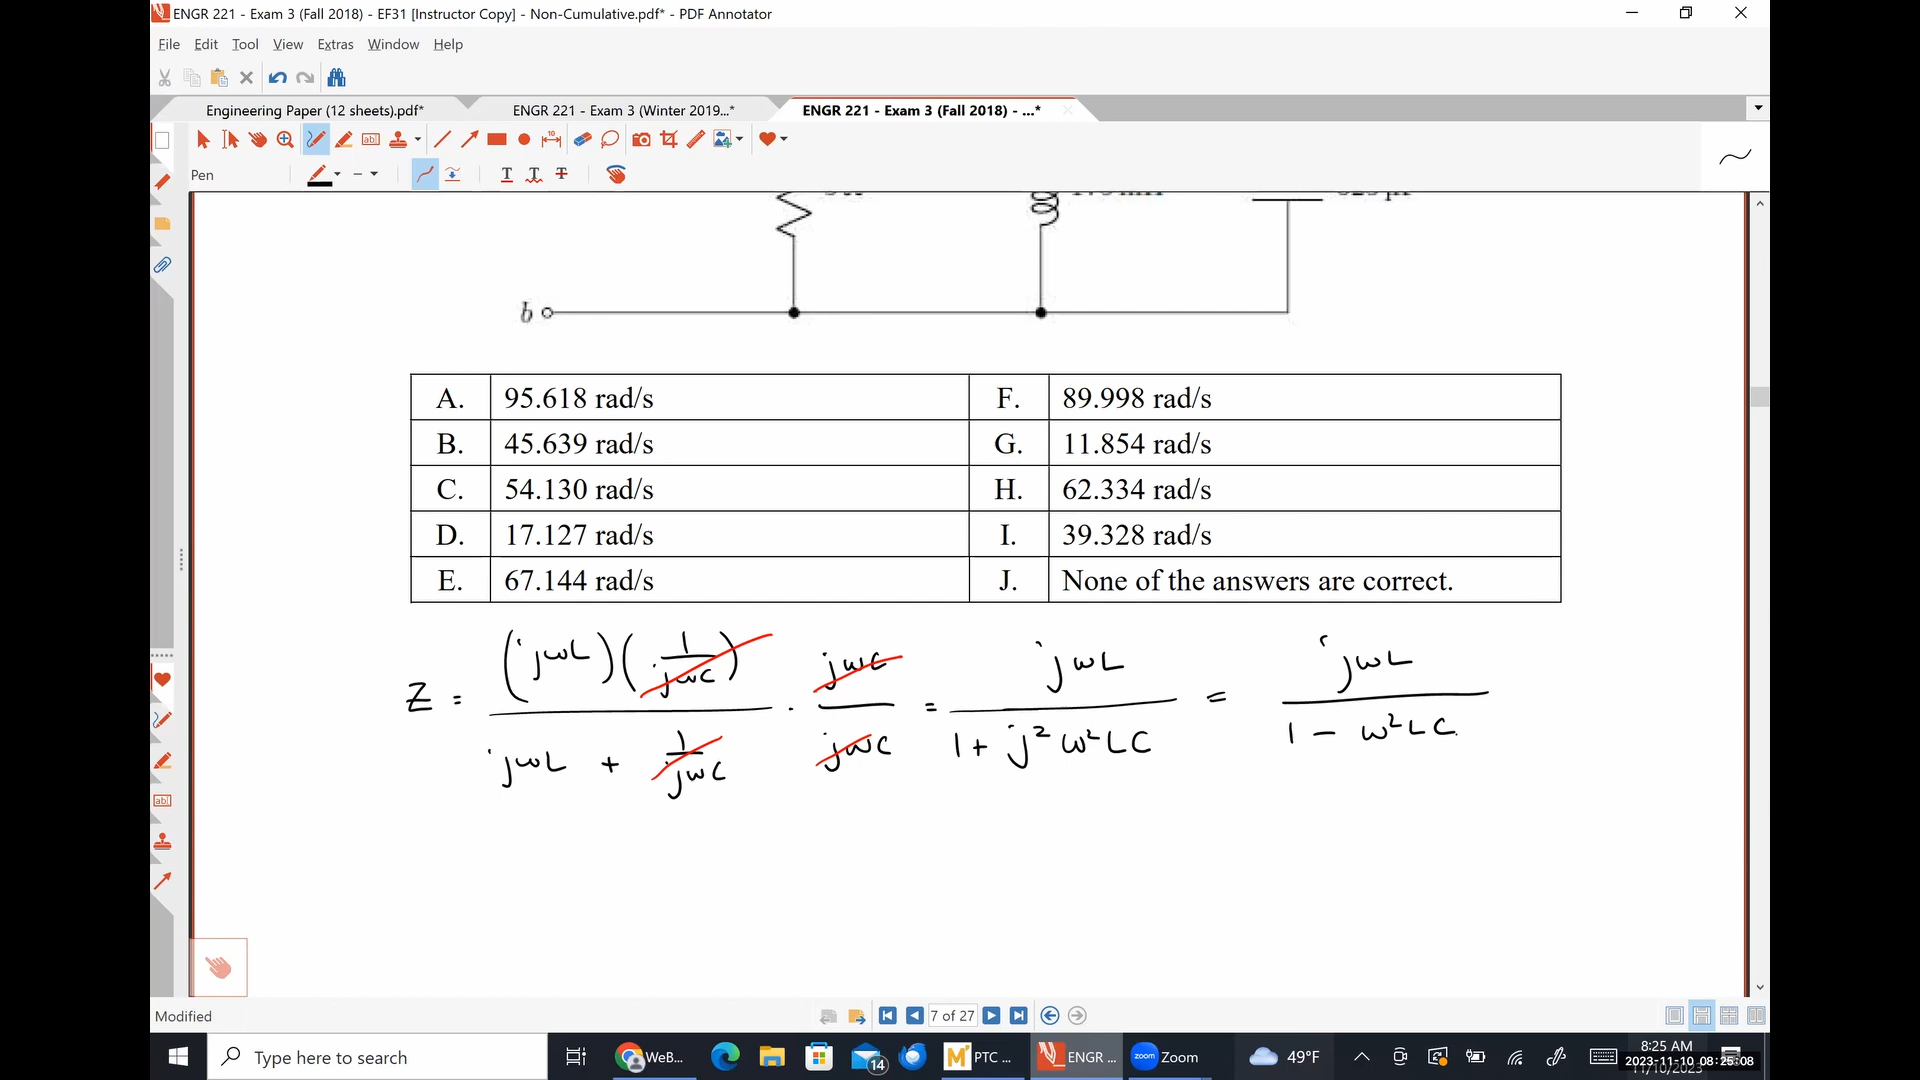 ENGR 221 - Exam 3 (Fall 2018) - EF31 [Instructor Copy] - Non-Cumulative.pdf* - PDF Annotator
File Edit Tool View Extras Window Help
Engineering Paper (12 sheets).pdf* ENGR 221 - Exam 3 (Winter 2019...* ENGR 221 - Exam 3 (Fall 2018) - ...*
Pen
b
A. 95.618 rad/s F. 89.998 rad/s
B. 45.639 rad/s G. 11.854 rad/s
C. 54.130 rad/s H. 62.334 rad/s
D. 17.127 rad/s I. 39.328 rad/s
E. 67.144 rad/s J. None of the answers are correct.
Z = (jωL)(1/jωC) / (jωL + 1/jωC) · jωC/jωC = jωL / (1 + j²ω²LC) = jωL / (1 - ω²LC)
Modified 7 of 27
Type here to search 14 WeB... PTC ... ENGR ... Zoom 49°F 8:25 AM
2023-11-10 08:25:08
11/10/2023